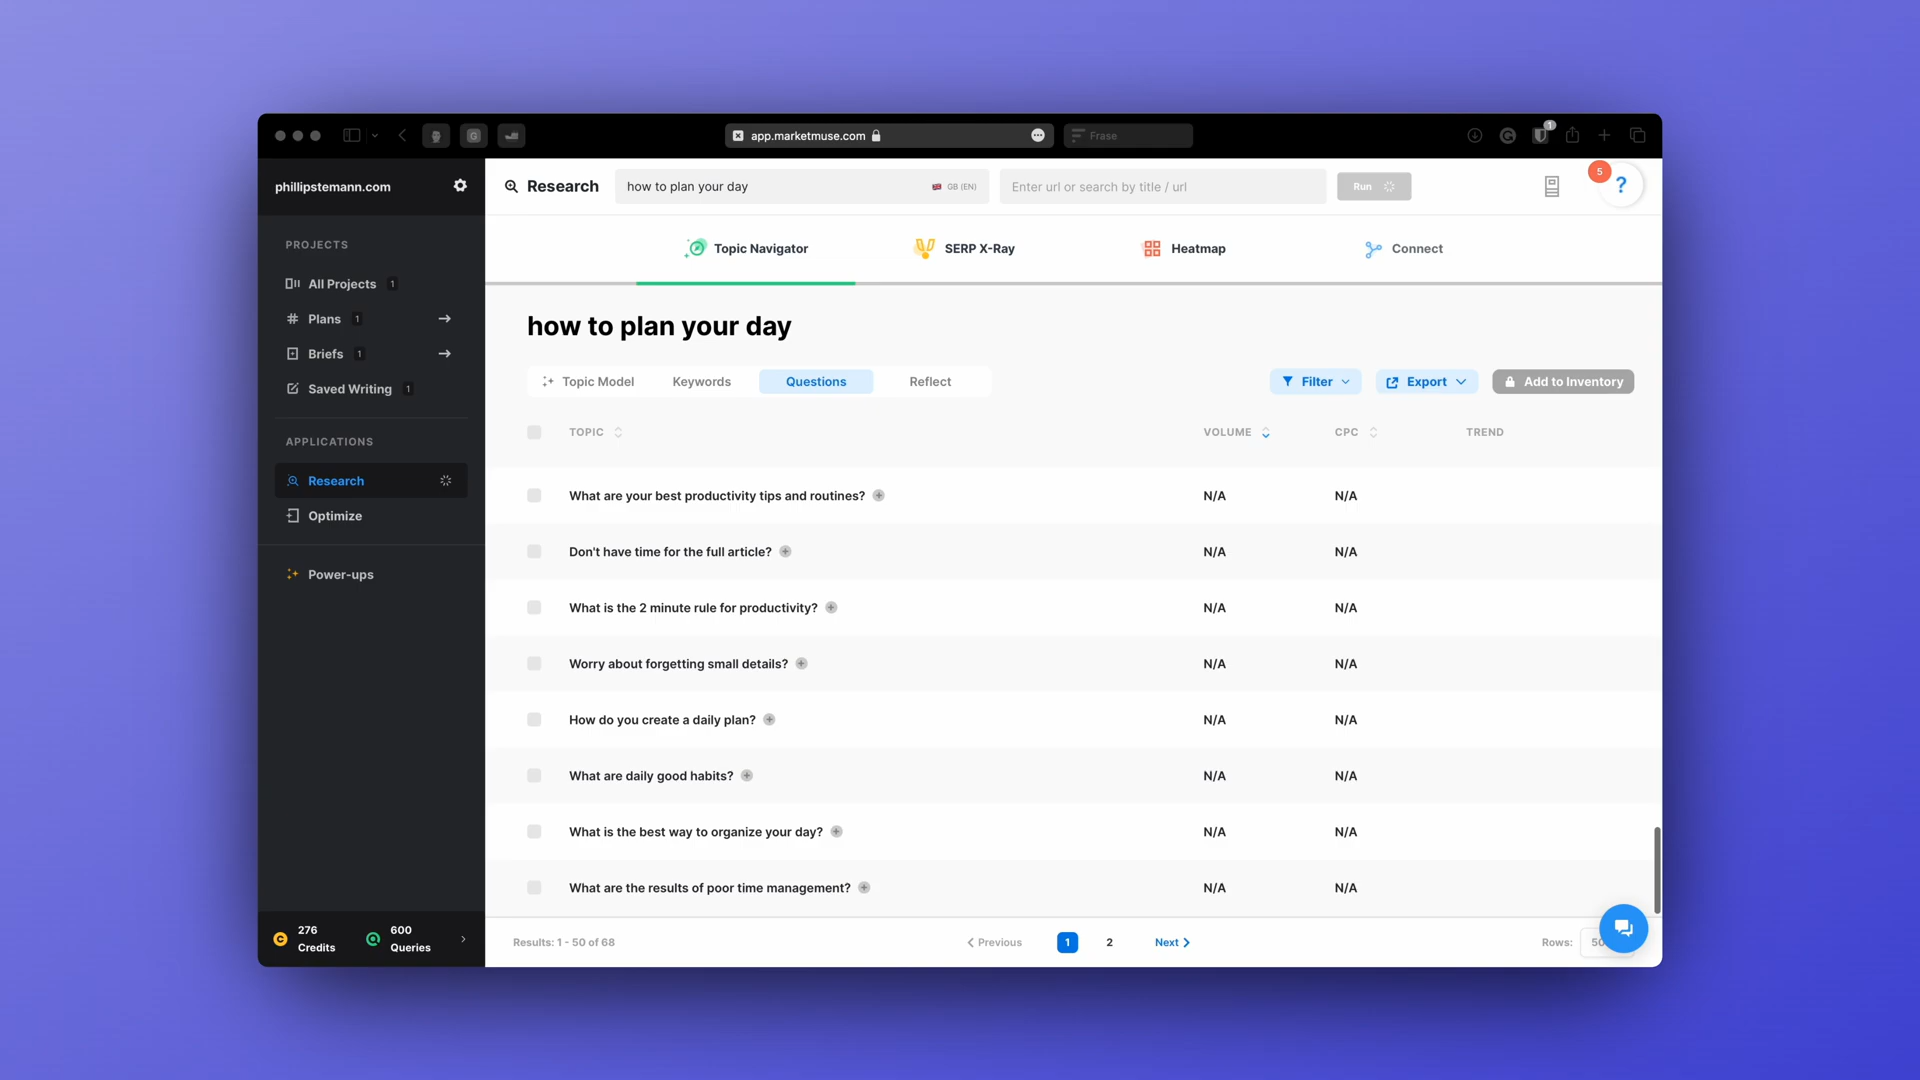 app.marketmuse.com
Frase
1
phillipstemann.com
Research
how to plan your day
GB (EN)
Enter url or search by title / url
Run
5
?
PROJECTS
All Projects 1
Plans 1
Briefs 1
Saved Writing 1
APPLICATIONS
Research
Optimize
Power-ups
Topic Navigator
SERP X-Ray
Heatmap
Connect
how to plan your day
Topic Model
Keywords
Questions
Reflect
Filter
Export
Add to Inventory
TOPIC
VOLUME
CPC
TREND
What are your best productivity tips and routines? N/A N/A
Don't have time for the full article? N/A N/A
What is the 2 minute rule for productivity? N/A N/A
Worry about forgetting small details? N/A N/A
How do you create a daily plan? N/A N/A
What are daily good habits? N/A N/A
What is the best way to organize your day? N/A N/A
What are the results of poor time management? N/A N/A
C
276
Credits
600
Queries
Results: 1 - 50 of 68
Previous
1
2
Next
Rows:
50